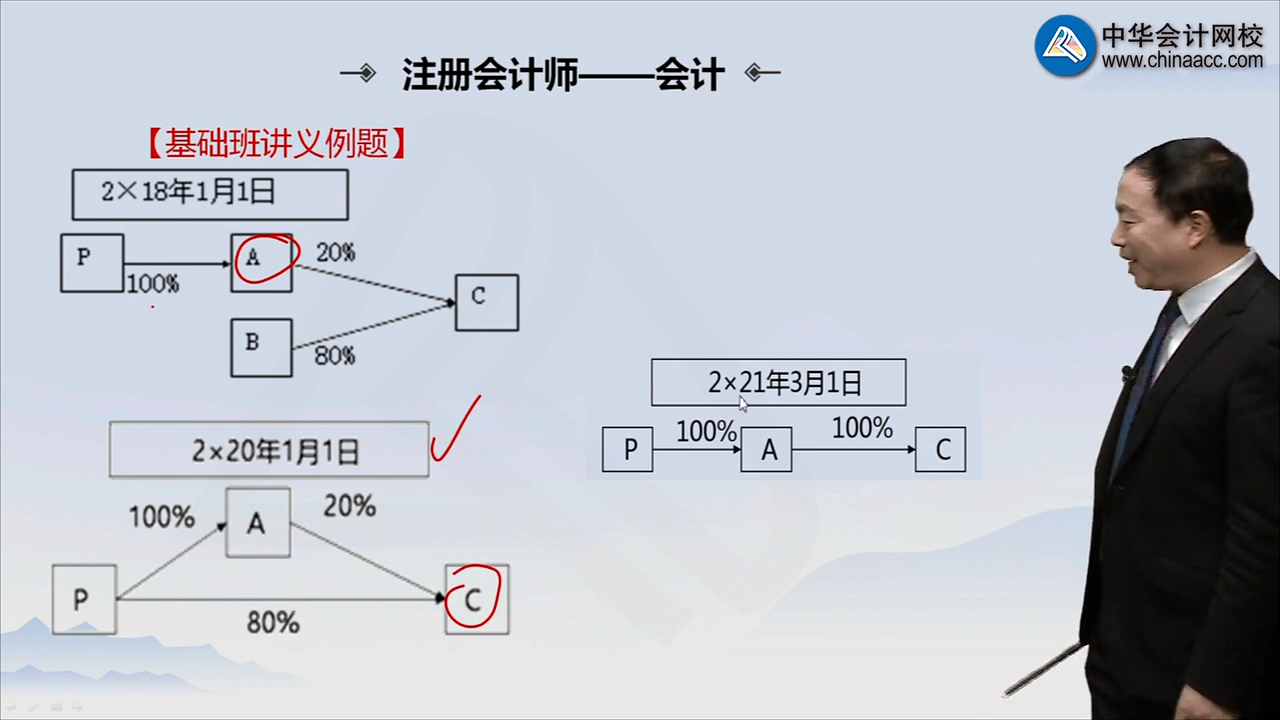 中华会计网校
www.chinaacc.com
注册会计师——会计
【基础班讲义例题】
2×18年1月1日
P
A
20%
100%
C
B
80%
2×20年1月1日
100%
A
20%
P
C
80%
2×21年3月1日
100%
100%
P
A
C